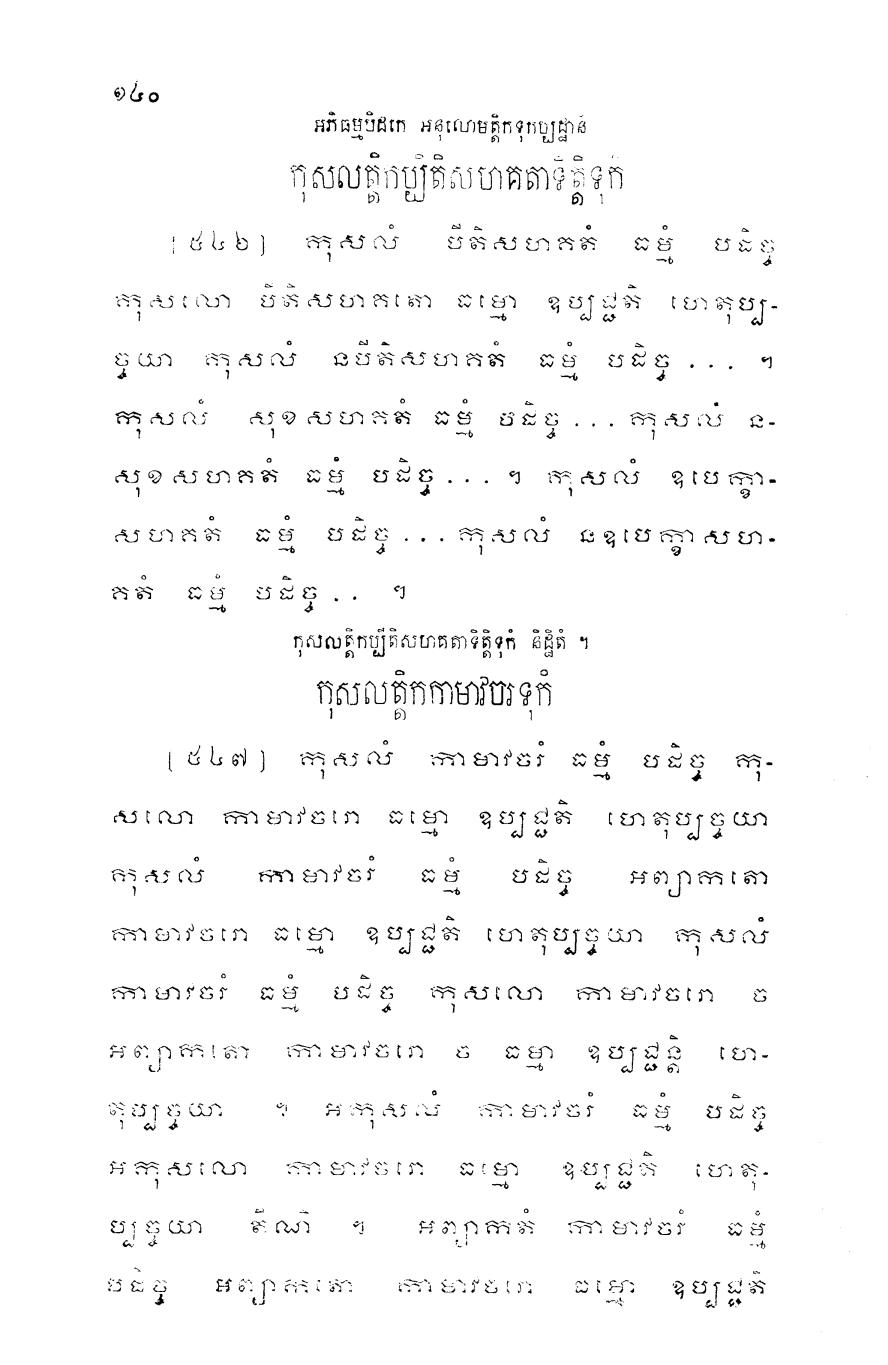 ១៤០
អភិធម្មបិដកេ អនុលោមត្តិកទុកប្បដ្ឋានំ
កុសលត្តិកប្បីតិសហគតាទិត្តិទុកំ
[៥៤៦] កុសលំ បីតិសហគតំ ធម្មំ បដិច្ច
កុសលោ បីតិសហគតោ ធម្មោ ឧប្បជ្ជតិ ហេតុប្ប-
ច្ចយា កុសលំ នបីតិសហគតំ ធម្មំ បដិច្ច ... ។
កុសលំ សុខសហគតំ ធម្មំ បដិច្ច ... កុសលំ ន-
សុខសហគតំ ធម្មំ បដិច្ច ... ។ កុសលំ ឧបេក្ខា-
សហគតំ ធម្មំ បដិច្ច ... កុសលំ នឧបេក្ខាសហ-
គតំ ធម្មំ បដិច្ច .. ។
កុសលត្តិកប្បីតិសហគតាទិត្តិទុកំ និដ្ឋិតំ ។
កុសលត្តិកកាមាវចរទុកំ
[៥៤៧] កុសលំ កាមាវចរំ ធម្មំ បដិច្ច កុ-
សលោ កាមាវចរោ ធម្មោ ឧប្បជ្ជតិ ហេតុប្បច្ចយា
កុសលំ កាមាវចរំ ធម្មំ បដិច្ច អព្យាកតោ
កាមាវចរោ ធម្មោ ឧប្បជ្ជតិ ហេតុប្បច្ចយា កុសលំ
កាមាវចរំ ធម្មំ បដិច្ច កុសលោ កាមាវចរោ ច
អព្យាកតោ កាមាវចរោ ច ធម្មា ឧប្បជ្ជន្តិ ហេ-
តុប្បច្ចយា ។ អកុសលំ កាមាវចរំ ធម្មំ បដិច្ច
អកុសលោ កាមាវចរោ ធម្មោ ឧប្បជ្ជតិ ហេតុ-
ប្បច្ចយា តីណិ ។ អព្យាកតំ កាមាវចរំ ធម្មំ
បដិច្ច អព្យាកតោ កាមាវចរោ ធម្មោ ឧប្បជ្ជតិ